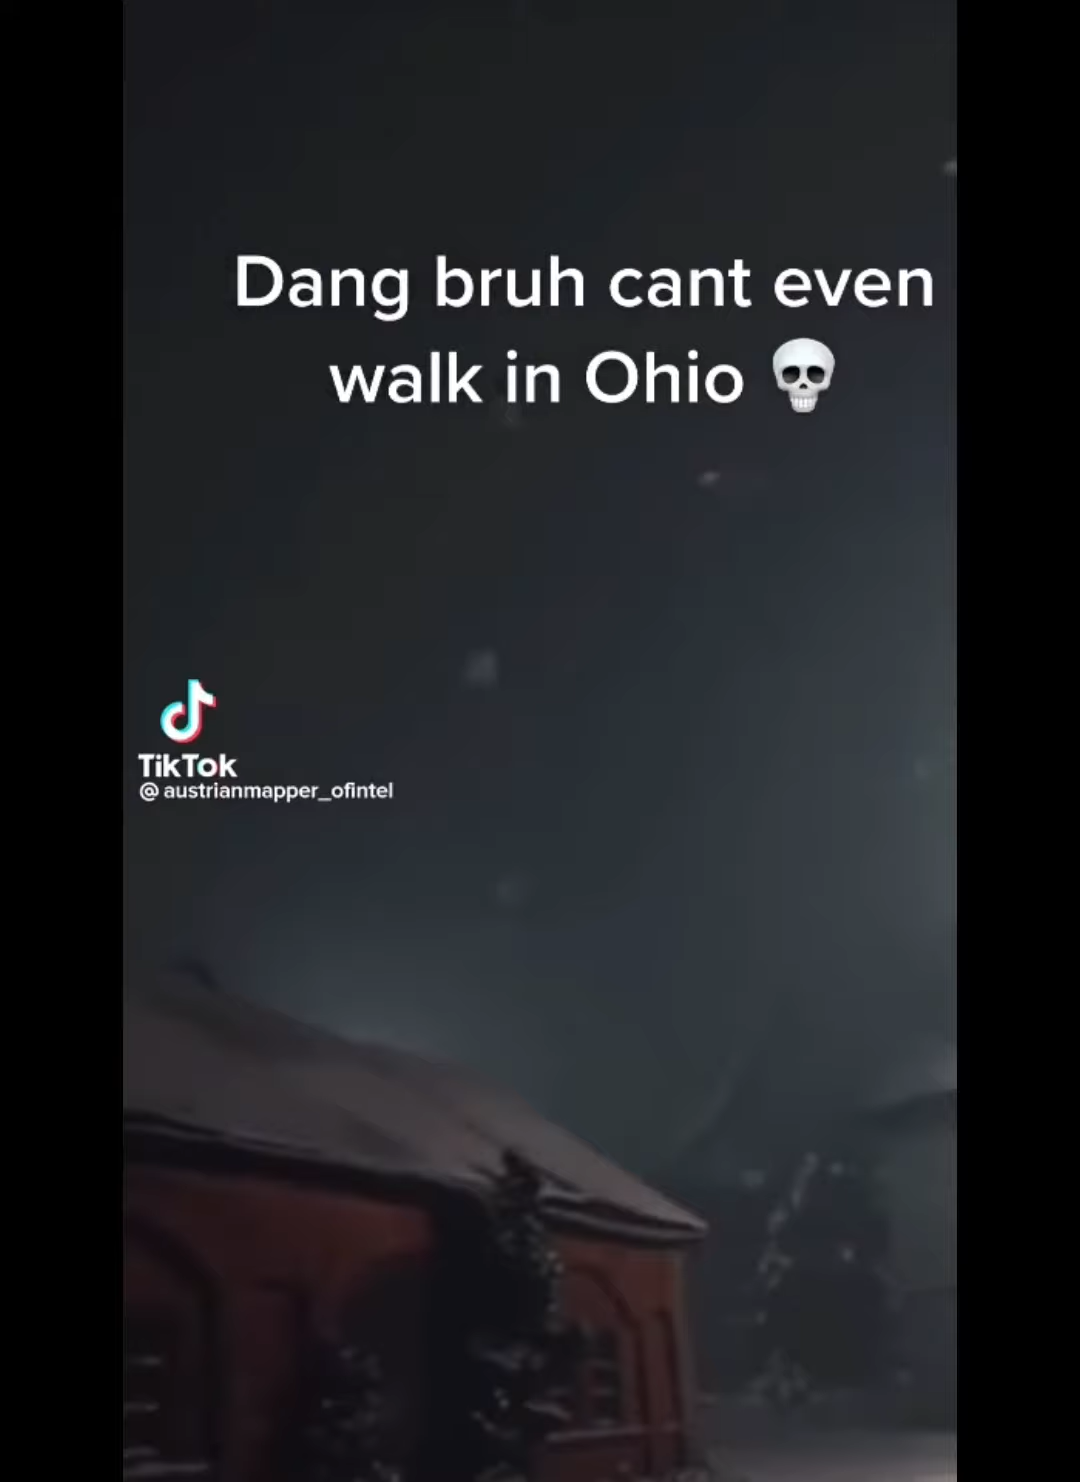 Dang bruh cant even
walk in Ohio 💀
TikTok
@austrianmapper_ofintel